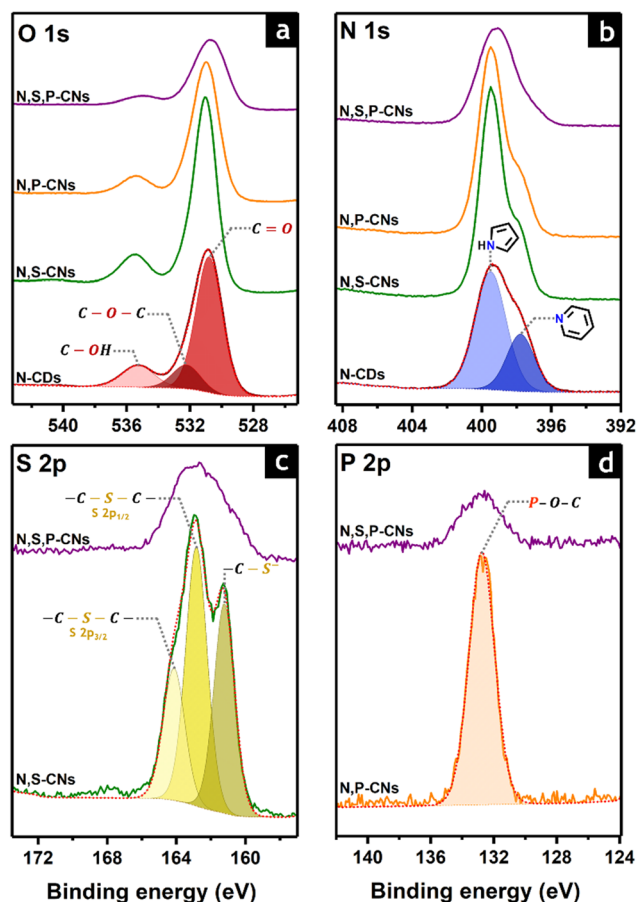 O 1s
a
N,S,P-CNs
N,P-CNs
N,S-CNs
N-CDs
C = O
C – O – C
C – OH
540 536 532 528
N 1s
b
N,S,P-CNs
N,P-CNs
N,S-CNs
N-CDs
HN
N
408 404 400 396 392
S 2p
c
N,S,P-CNs
N,S-CNs
–C – S – C –
S 2p1/2
–C – S⁻
–C – S – C –
S 2p3/2
172 168 164 160
Binding energy (eV)
P 2p
d
N,S,P-CNs
N,P-CNs
P–O–C
140 136 132 128 124
Binding energy (eV)